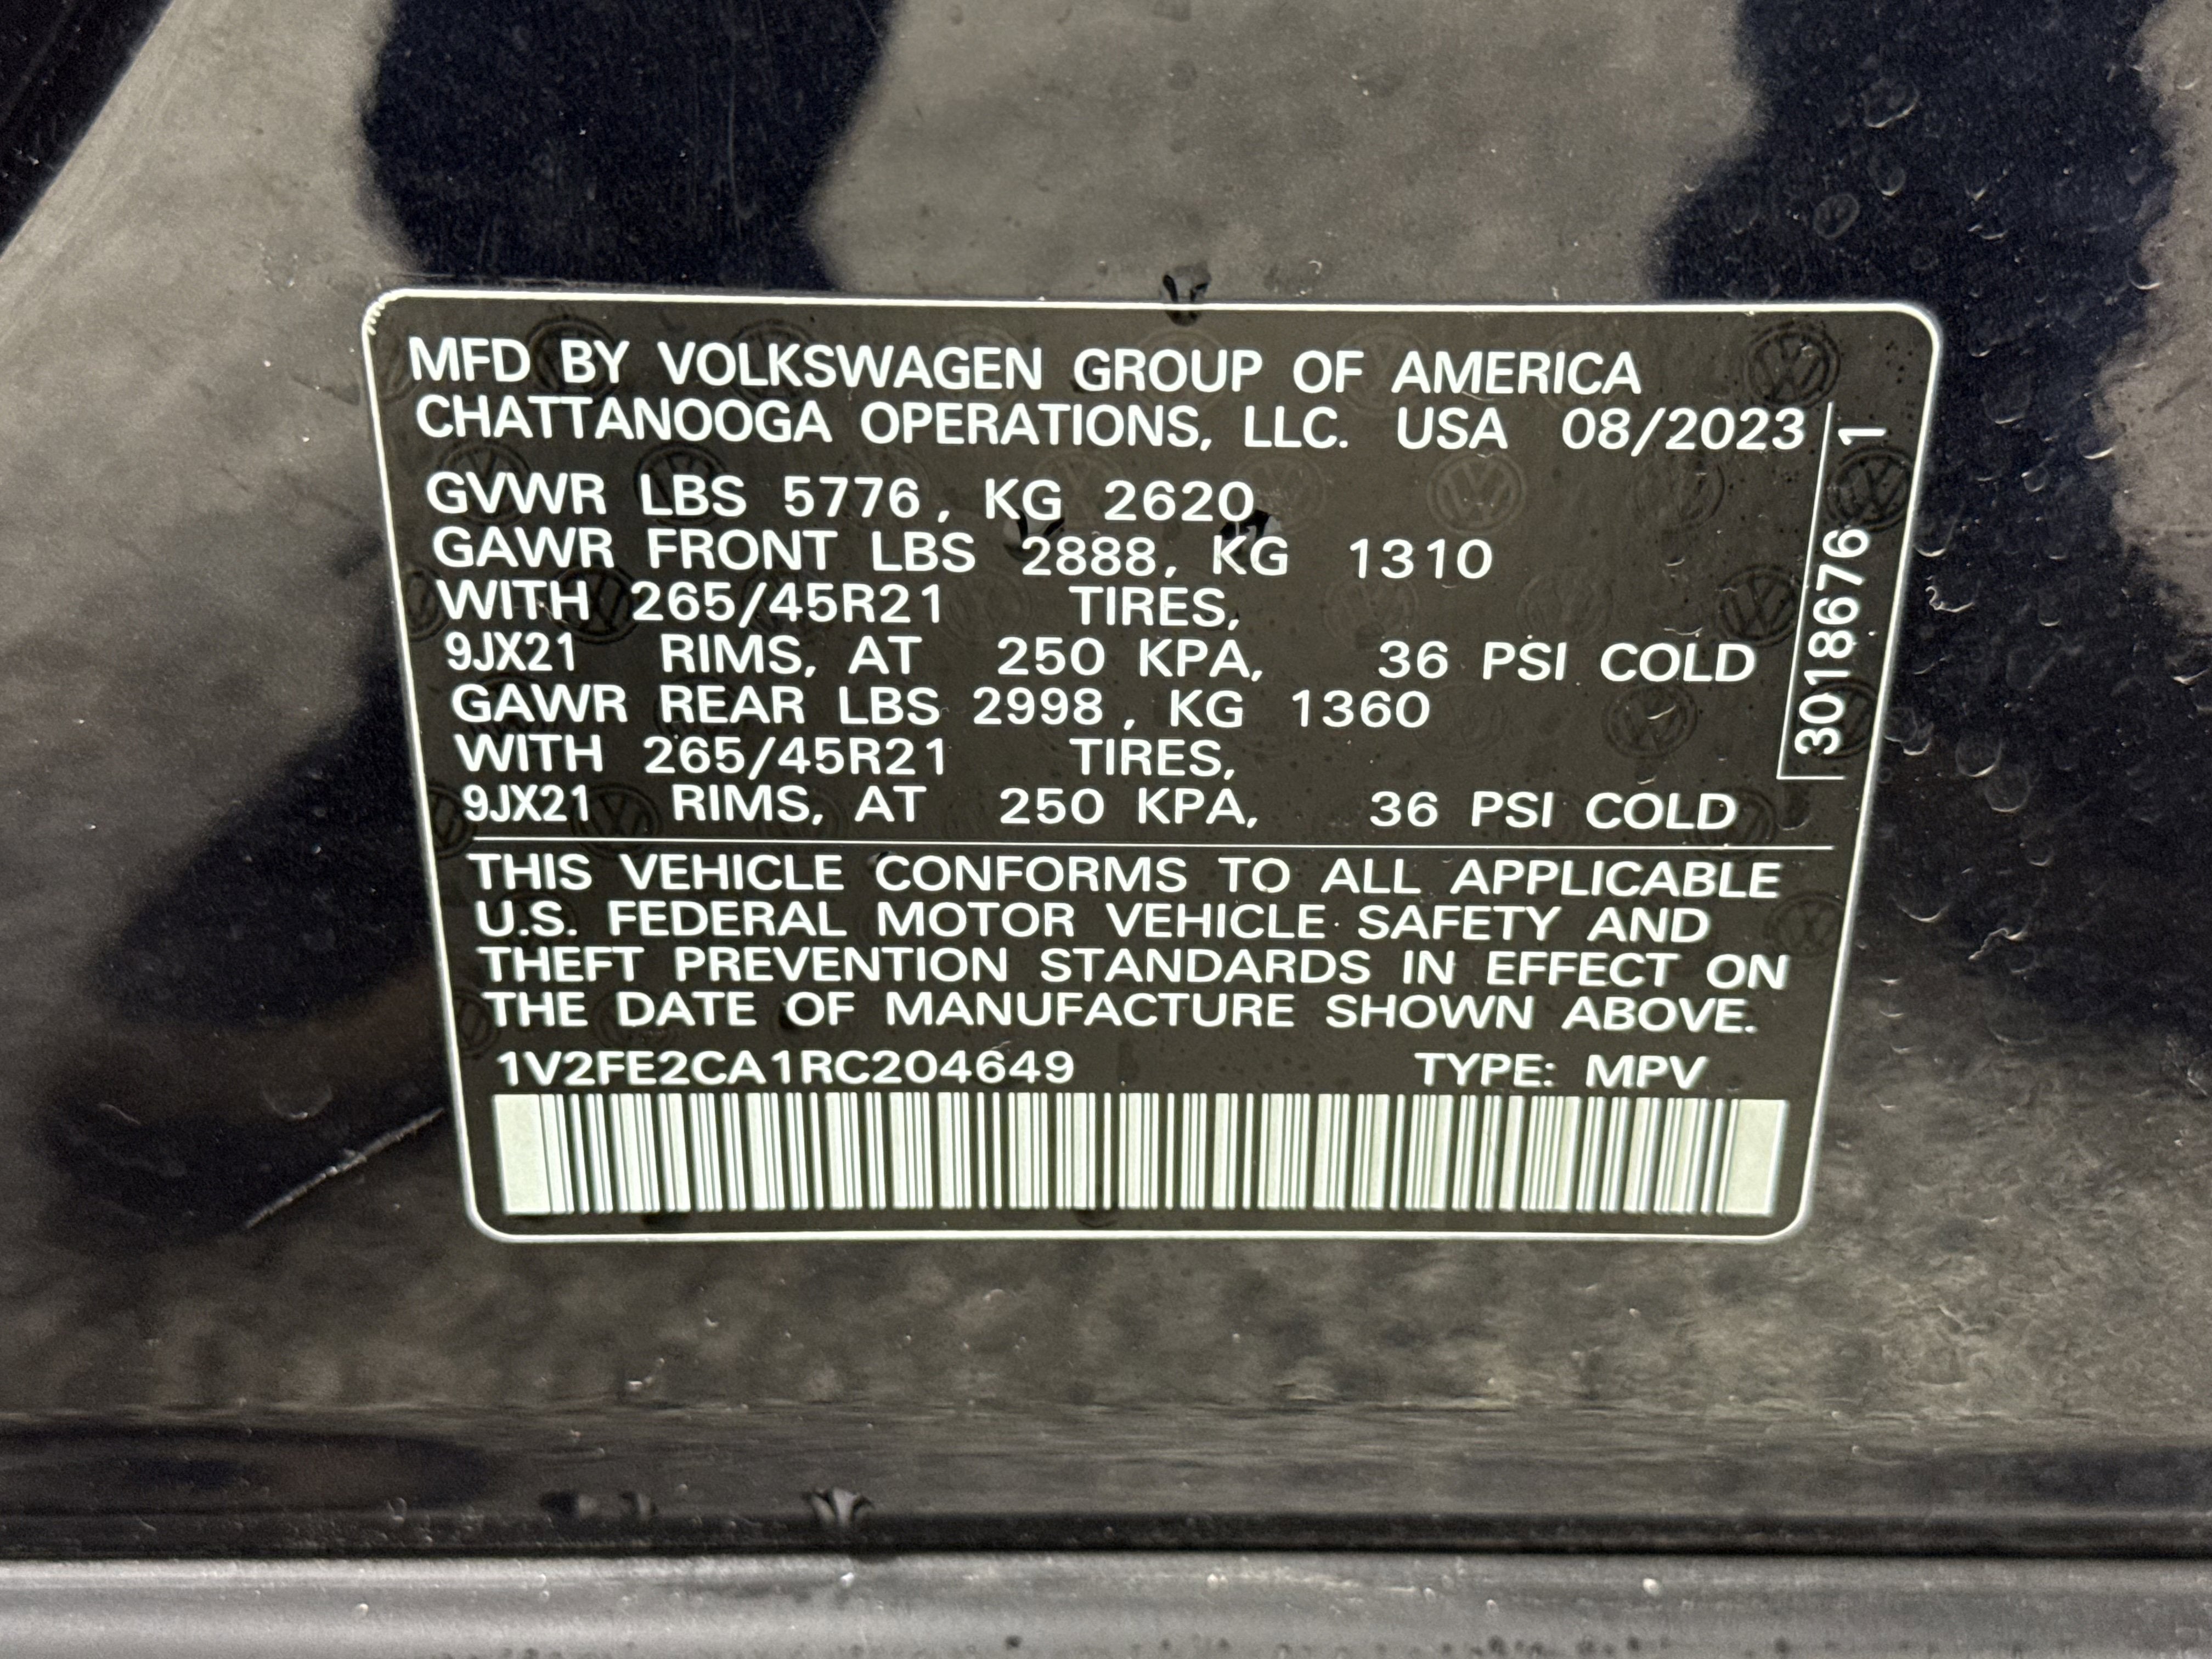 MFD BY VOLKSWAGEN GROUP OF AMERICA
CHATTANOOGA OPERATIONS, LLC. USA 08/2023
GVWR LBS 5776, KG 2620
GAWR FRONT LBS 2888, KG 1310
WITH 265/45R21 TIRES,
9JX21 RIMS, AT 250 KPA, 36 PSI COLD
GAWR REAR LBS 2998, KG 1360
WITH 265/45R21 TIRES,
9JX21 RIMS, AT 250 KPA, 36 PSI COLD
3018676 1
THIS VEHICLE CONFORMS TO ALL APPLICABLE
U.S. FEDERAL MOTOR VEHICLE SAFETY AND
THEFT PREVENTION STANDARDS IN EFFECT ON
THE DATE OF MANUFACTURE SHOWN ABOVE.
1V2FE2CA1RC204649 TYPE: MPV